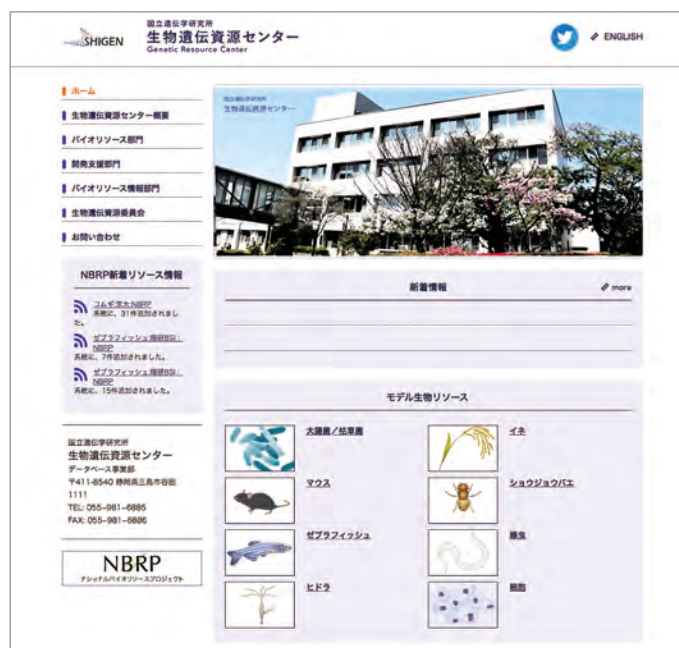 SHIGEN
国立遺伝学研究所
生物遺伝資源センター
Genetic Resource Center
ENGLISH
ホーム
生物遺伝資源センター概要
バイオリソース部門
開発支援部門
バイオリソース情報部門
生物遺伝資源委員会
お問い合わせ
国立遺伝学研究所
生物遺伝資源センター
NBRP新着リソース情報
コムギ:京大 NBRP
系統に、31件追加されまし
た。
ゼブラフィッシュ:理研BSI :
NBRP
系統に、7件追加されました。
ゼブラフィッシュ:理研BSI :
NBRP
系統に、15件追加されました。
新着情報
more
モデル生物リソース
大腸菌/枯草菌
イネ
マウス
ショウジョウバエ
ゼブラフィッシュ
線虫
ヒドラ
細胞
国立遺伝学研究所
生物遺伝資源センター
データベース事業部
〒411-8540 静岡県三島市谷田
1111
TEL: 055-981-6885
FAX: 055-981-6886
NBRP
ナショナルバイオリソースプロジェクト